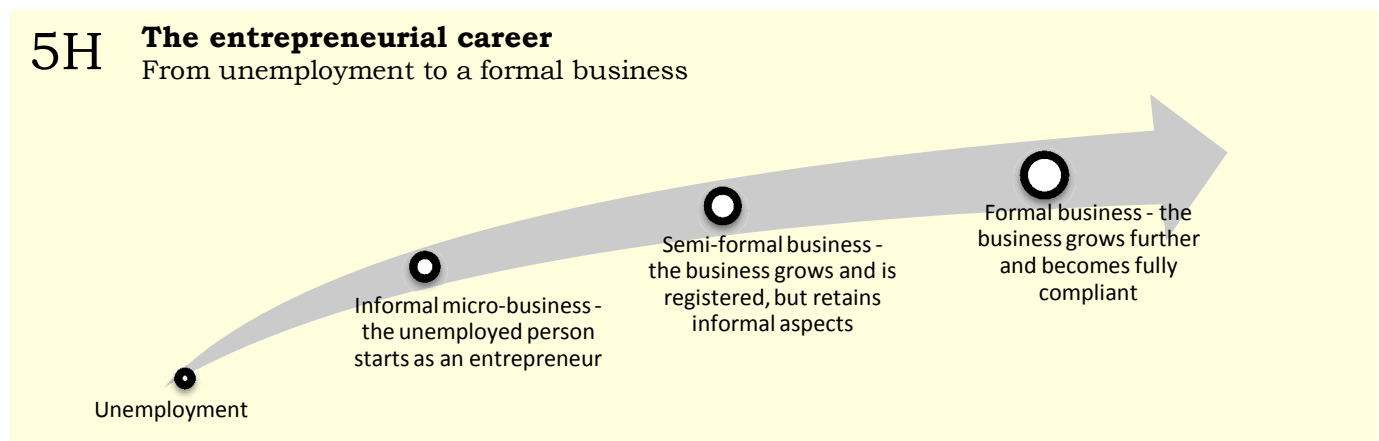 5H
The entrepreneurial career
From unemployment to a formal business
Formal business - the
business grows further
and becomes fully
compliant
Semi-formal business -
the business grows and is
registered, but retains
informal aspects
Informal micro-business -
the unemployed person
starts as an entrepreneur
Unemployment